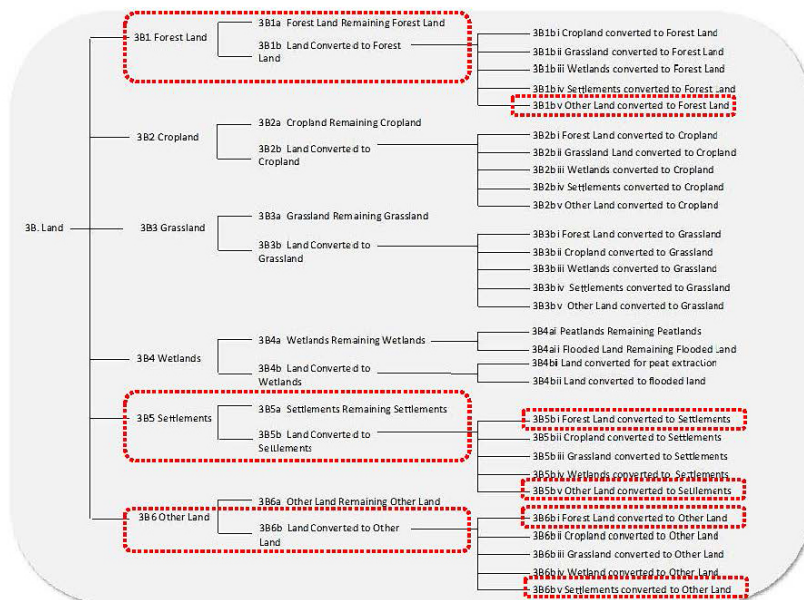 3B. Land
3B1 Forest Land
3B1a Forest Land Remaining Forest Land
3B1b Land Converted to Forest
Land
3B1bi Cropland converted to Forest Land
3B1bii Grassland converted to Forest Land
3B1biii Wetlands converted to Forest Land
3B1biv Settlements converted to Forest Land
3B1bv Other Land converted to Forest Land
3B2 Cropland
3B2a Cropland Remaining Cropland
3B2b Land Converted to
Cropland
3B2bi Forest Land converted to Cropland
3B2bii Grassland Land converted to Cropland
3B2biii Wetlands converted to Cropland
3B2biv Settlements converted to Cropland
3B2bv Other Land converted to Cropland
3B3 Grassland
3B3a Grassland Remaining Grassland
3B3b Land Converted to
Grassland
3B3bi Forest Land converted to Grassland
3B3bii Cropland converted to Grassland
3B3biii Wetlands converted to Grassland
3B3biv Settlements converted to Grassland
3B3bv Other Land converted to Grassland
3B4 Wetlands
3B4a Wetlands Remaining Wetlands
3B4ai Peatlands Remaining Peatlands
3B4aii Flooded Land Remaining Flooded Land
3B4b Land Converted to
Wetlands
3B4bi Land converted for peat extraction
3B4bii Land converted to flooded land
3B5 Settlements
3B5a Settlements Remaining Settlements
3B5b Land Converted to
Settlements
3B5bi Forest Land converted to Settlements
3B5bii Cropland converted to Settlements
3B5biii Grassland converted to Settlements
3B5biv Wetlands converted to Settlements
3B5bv Other Land converted to Settlements
3B6 Other Land
3B6a Other Land Remaining Other Land
3B6b Land Converted to Other
Land
3B6bi Forest Land converted to Other Land
3B6bii Cropland converted to Other Land
3B6biii Grassland converted to Other Land
3B6biv Wetland converted to Other Land
3B6bv Settlements converted to Other Land